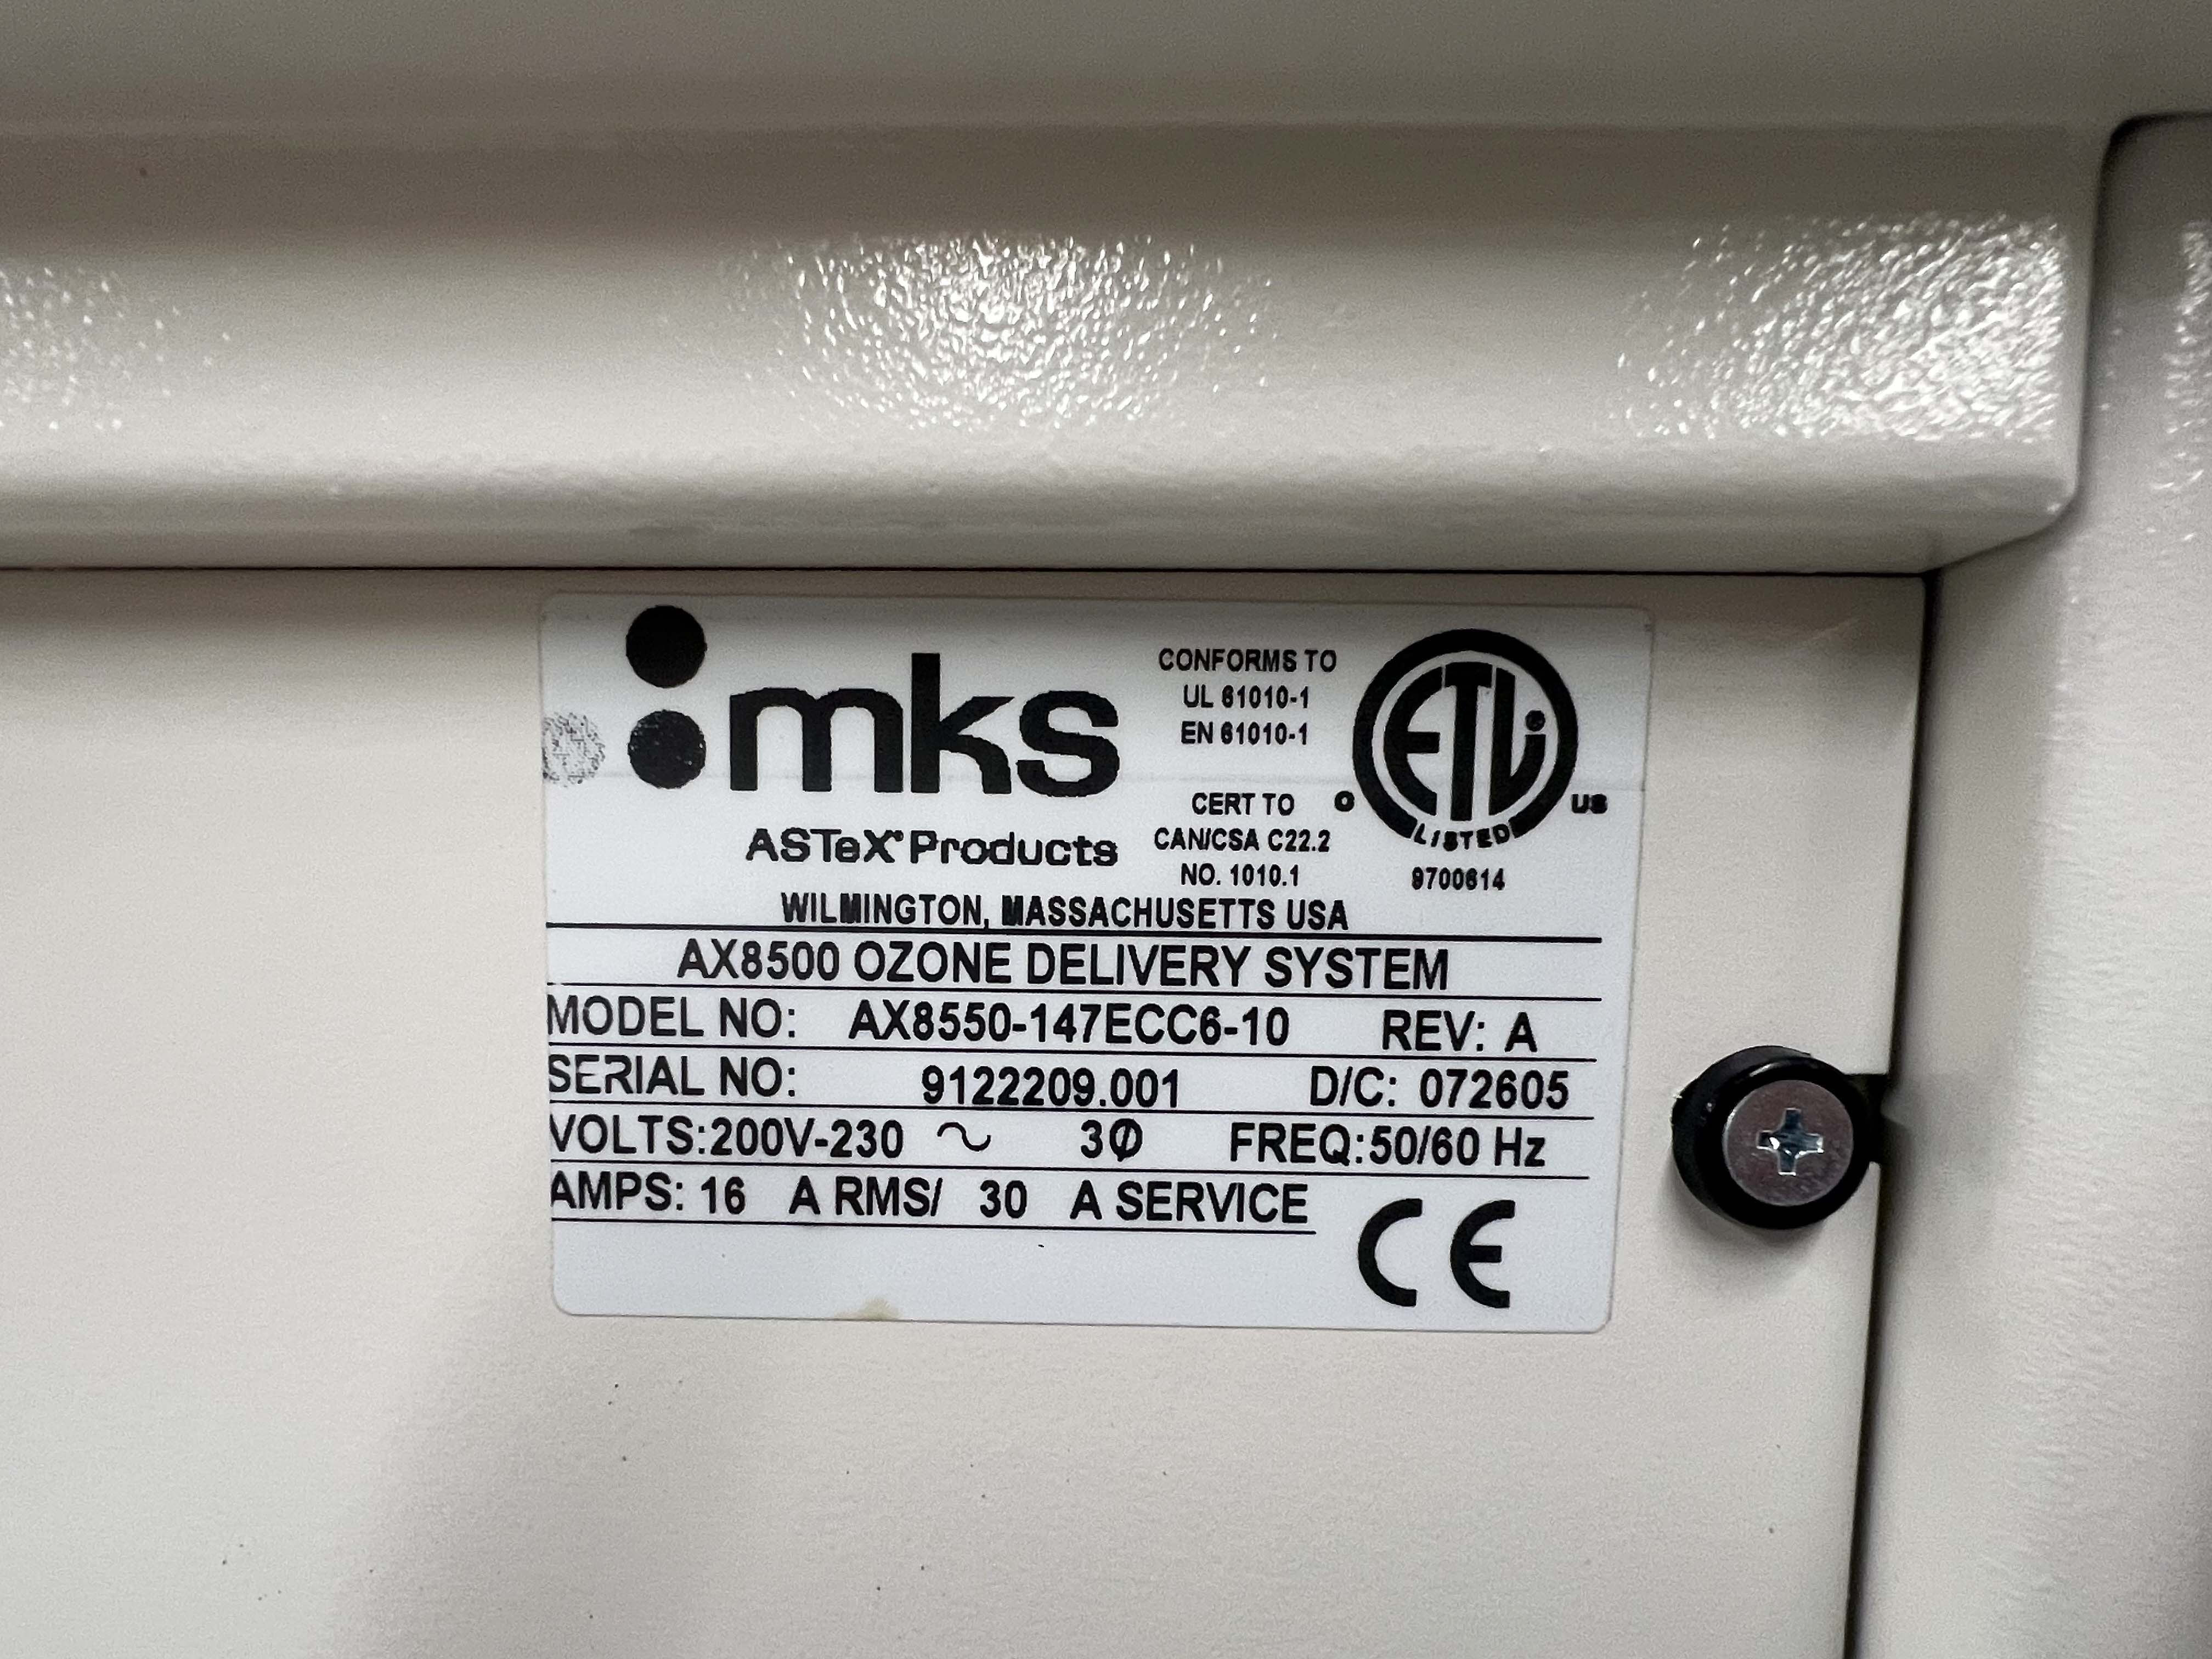 mks
ASTeX® Products
CONFORMS TO
UL 61010-1
EN 61010-1
CERT TO
CAN/CSA C22.2
NO. 1010.1
ETL
LISTED
C US
9700614
WILMINGTON, MASSACHUSETTS USA
AX8500 OZONE DELIVERY SYSTEM
MODEL NO: AX8550-147ECC6-10 REV: A
SERIAL NO: 9122209.001 D/C: 072605
VOLTS:200V-230 ~ 3Ø FREQ:50/60 Hz
AMPS: 16 A RMS/ 30 A SERVICE
CE